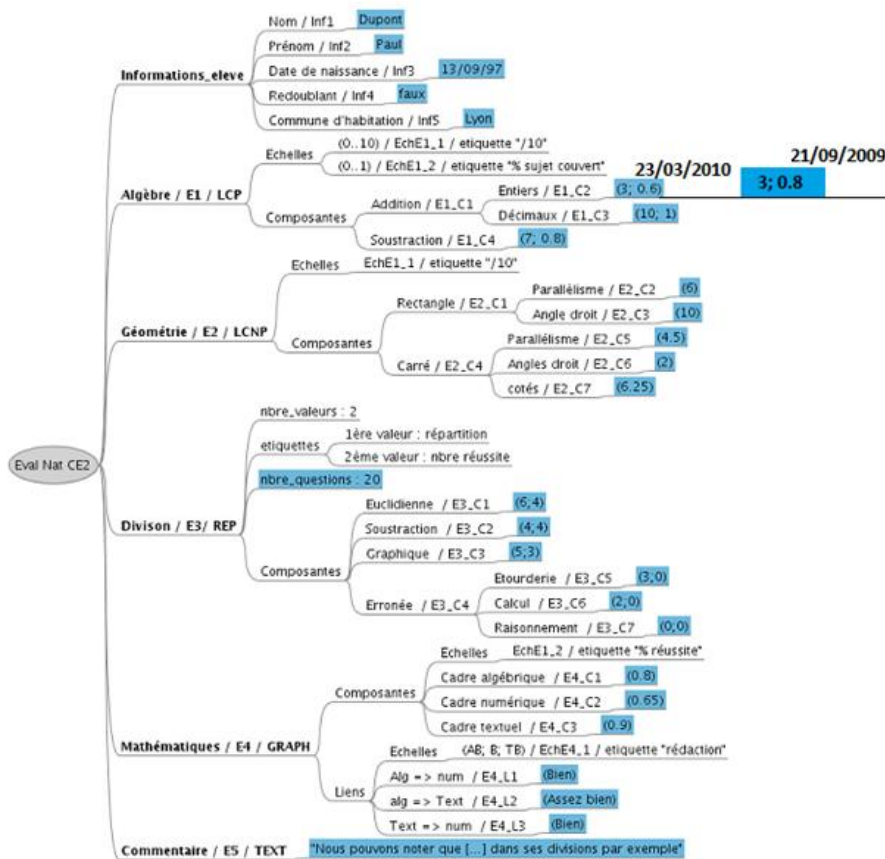 Nom / Inf1 Dupont
Prénom / Inf2 Paul
Informations_eleve
Date de naissance / Inf3 13/09/97
Redoublant / Inf4 faux
Commune d'habitation / Inf5 Lyon
Algèbre / E1 / LCP
Echelles
(0..10) / EchE1_1 / etiquette "/10"
(0..1) / EchE1_2 / etiquette "% sujet couvert"
Composantes
Addition / E1_C1
Entiers / E1_C2 (3; 0.6)
23/03/2010
3; 0.8
21/09/2009
Décimaux / E1_C3 (10; 1)
Soustraction / E1_C4 (7; 0.8)
Géométrie / E2 / LCNP
Echelles EchE1_1 / etiquette "/10"
Composantes
Rectangle / E2_C1
Parallèlisme / E2_C2 (6)
Angle droit / E2_C3 (10)
Carré / E2_C4
Parallélisme / E2_C5 (4.5)
Angles droit / E2_C6 (2)
cotés / E2_C7 (6.25)
Eval Nat CE2
Divison / E3/ REP
nbre_valeurs : 2
etiquettes
1ère valeur : répartition
2ème valeur : nbre réussite
nbre_questions : 20
Composantes
Euclidienne / E3_C1 (6;4)
Soustraction / E3_C2 (4;4)
Graphique / E3_C3 (5;3)
Erronée / E3_C4
Etourderie / E3_C5 (3;0)
Calcul / E3_C6 (2;0)
Raisonnement / E3_C7 (0;0)
Mathématiques / E4 / GRAPH
Composantes
Echelles EchE1_2 / etiquette "% réussite"
Cadre algébrique / E4_C1 (0.8)
Cadre numérique / E4_C2 (0.65)
Cadre textuel / E4_C3 (0.9)
Liens
Echelles (AB; B; TB) / EchE4_1 / etiquette "rédaction"
Alg => num / E4_L1 (Bien)
alg => Text / E4_L2 (Assez bien)
Text => num / E4_L3 (Bien)
Commentaire / E5 / TEXT "Nous pouvons noter que [...] dans ses divisions par exemple"